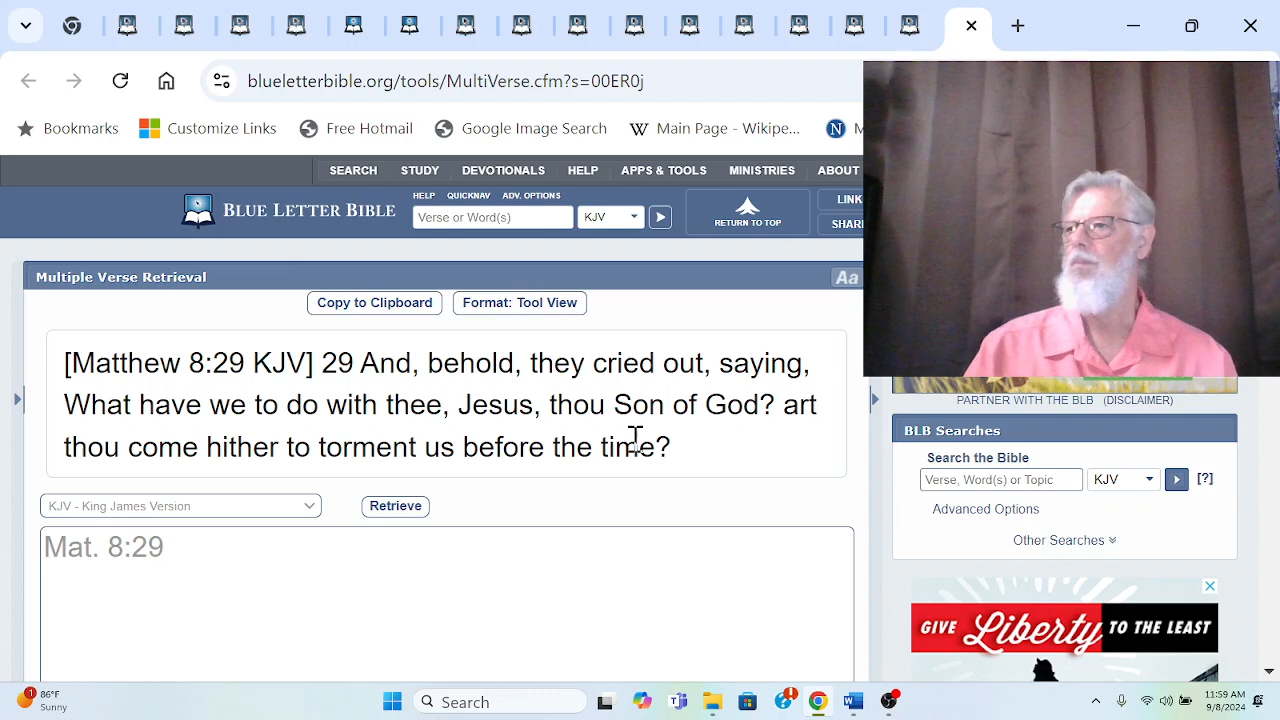 blueletterbible.org/tools/MultiVerse.cfm?s=00ER0j
Bookmarks Customize Links Free Hotmail Google Image Search Main Page - Wikipe... N
SEARCH STUDY DEVOTIONALS HELP APPS & TOOLS MINISTRIES ABOUT
HELP QUICKNAV ADV. OPTIONS
BLUE LETTER BIBLE
Verse or Word(s) KJV
RETURN TO TOP
LINK
SHAR
Multiple Verse Retrieval
Aa
Copy to Clipboard Format: Tool View
[Matthew 8:29 KJV] 29 And, behold, they cried out, saying,
What have we to do with thee, Jesus, thou Son of God? art
thou come hither to torment us before the time?
KJV - King James Version Retrieve
Mat. 8:29
PARTNER WITH THE BLB (DISCLAIMER)
BLB Searches
Search the Bible
Verse, Word(s) or Topic KJV [?]
Advanced Options
Other Searches
GIVE Liberty TO THE LEAST
1 86°F
Sunny
Search
11:59 AM
9/8/2024